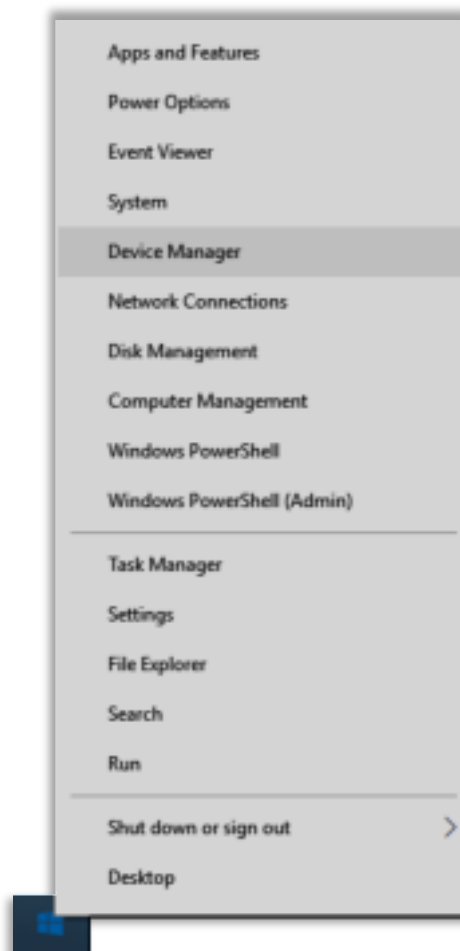 Apps and Features
Power Options
Event Viewer
System
Device Manager
Network Connections
Disk Management
Computer Management
Windows PowerShell
Windows PowerShell (Admin)
Task Manager
Settings
File Explorer
Search
Run
Shut down or sign out
Desktop